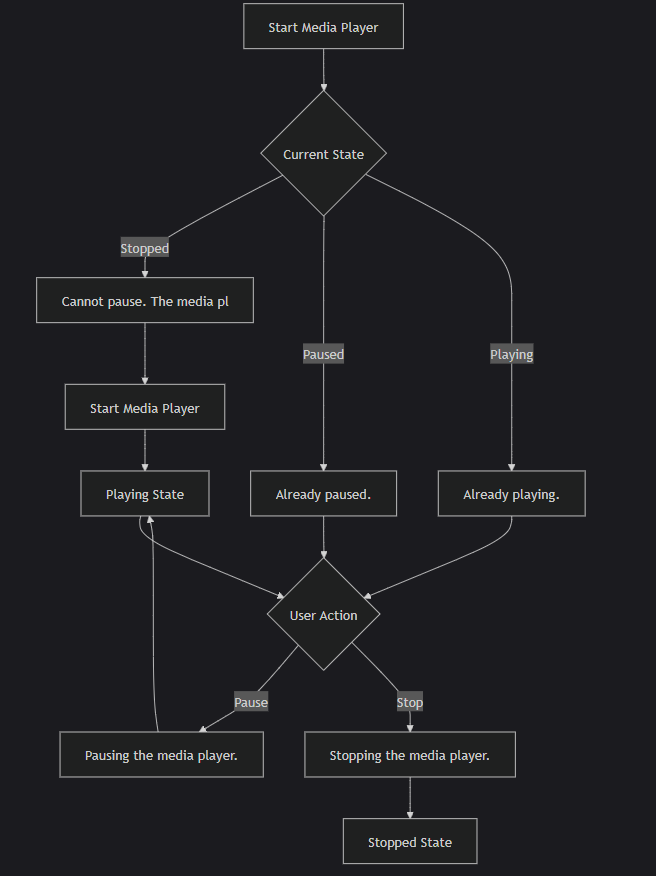 Start Media Player
Current State
Stopped
Cannot pause. The media pl
Paused
Playing
Start Media Player
Playing State
Already paused.
Already playing.
User Action
Pause
Stop
Pausing the media player.
Stopping the media player.
Stopped State